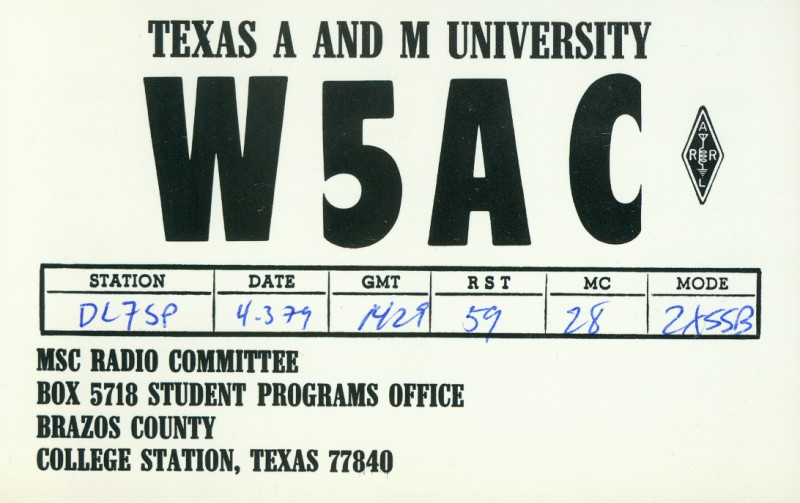 TEXAS A AND M UNIVERSITY
W5AC
A
R R
L
STATION DATE GMT RST MC MODE
DL7SP 4-3 79 1429 59 28 2XSSB
MSC RADIO COMMITTEE
BOX 5718 STUDENT PROGRAMS OFFICE
BRAZOS COUNTY
COLLEGE STATION, TEXAS 77840